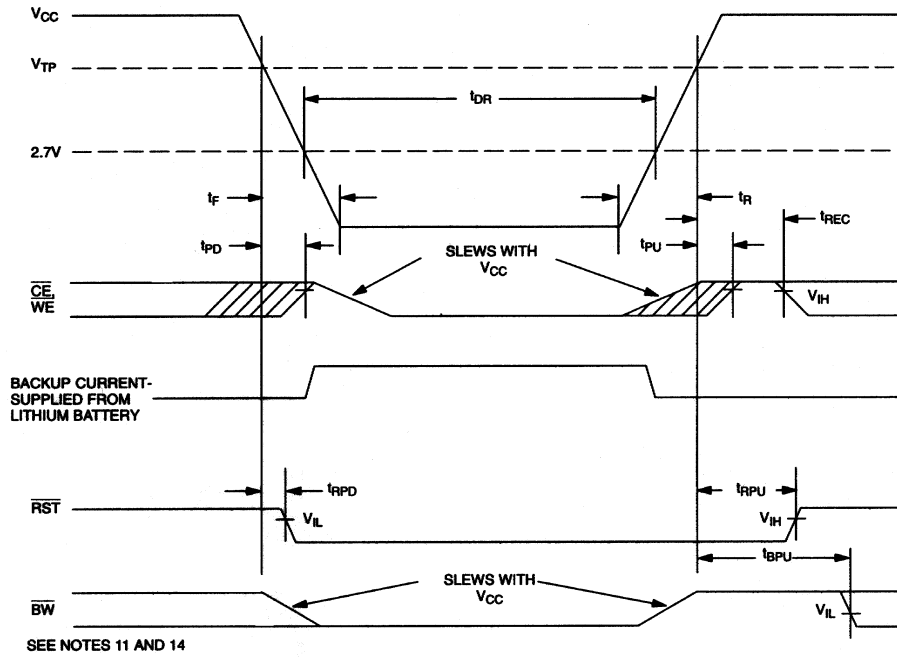 VCC
VTP
tDR
2.7V
tF
tR
tREC
tPD
tPU
SLEWS WITH
VCC
CE,
WE
VIH
BACKUP CURRENT-
SUPPLIED FROM
LITHIUM BATTERY
tRPD
tRPU
RST
VIL
VIH
tBPU
SLEWS WITH
VCC
BW
VIL
SEE NOTES 11 AND 14